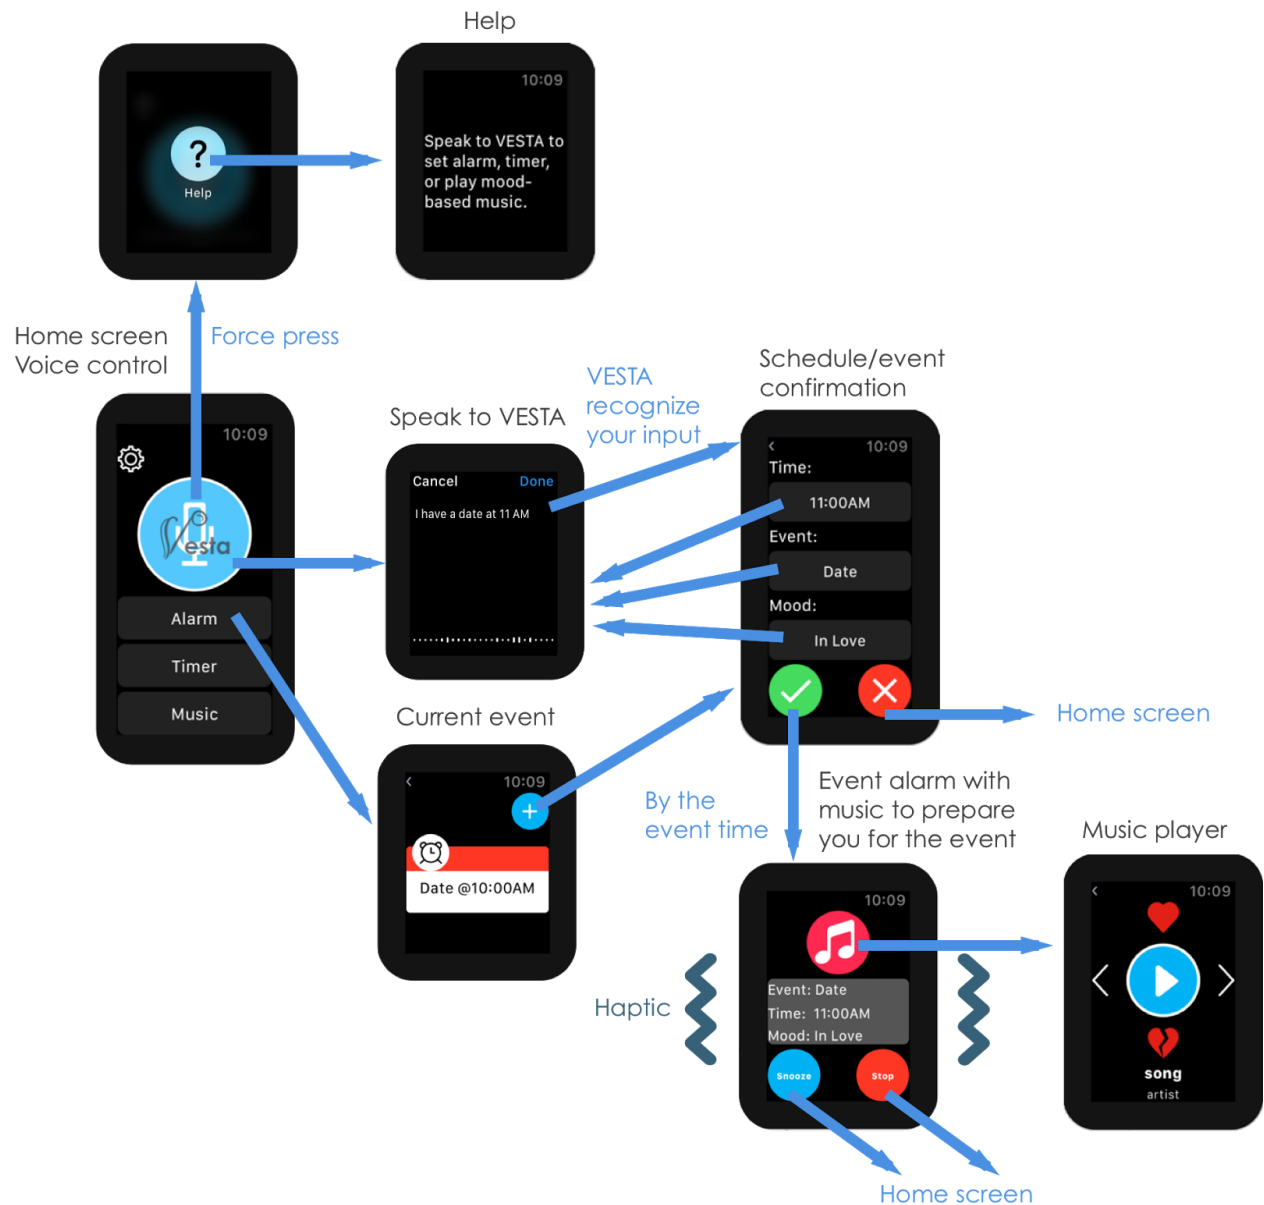 Help
?
Help
10:09
Speak to VESTA to
set alarm, timer,
or play mood-
based music.
Home screen
Voice control
Force press
10:09
Vesta
Alarm
Timer
Music
Speak to VESTA
Cancel
Done
I have a date at 11 AM
VESTA
recognize
your input
Schedule/event
confirmation
10:09
Time:
11:00AM
Event:
Date
Mood:
In Love
Home screen
Current event
10:09
+
Date @10:00AM
By the
event time
Event alarm with
music to prepare
you for the event
Haptic
10:09
Event: Date
Time: 11:00AM
Mood: In Love
Snooze
Stop
Home screen
Music player
10:09
song
artist